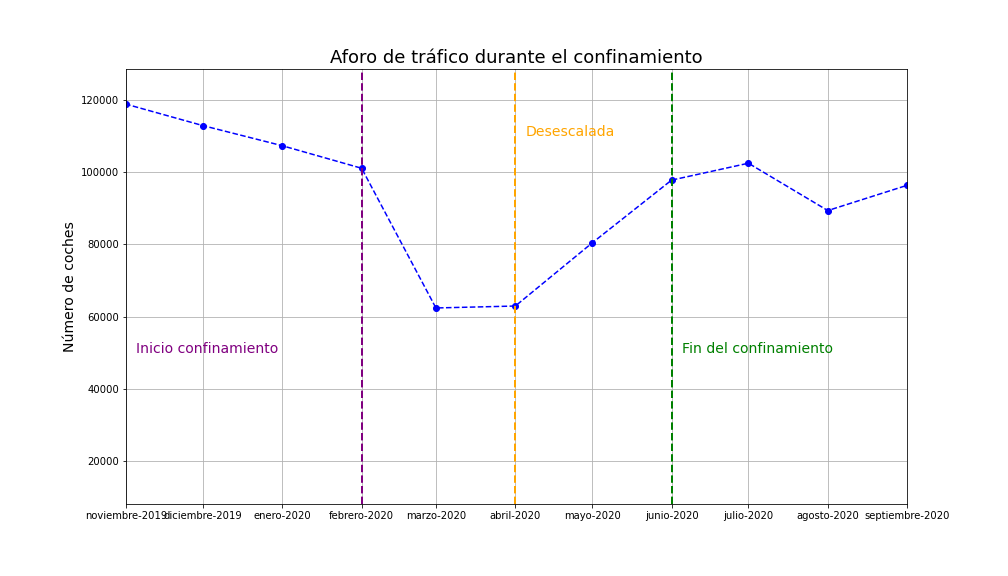 Aforo de tráfico durante el confinamiento
Número de coches
120000
100000
80000
60000
40000
20000
Desescalada
Inicio confinamiento
Fin del confinamiento
noviembre-2019 diciembre-2019 enero-2020 febrero-2020 marzo-2020 abril-2020 mayo-2020 junio-2020 julio-2020 agosto-2020 septiembre-2020